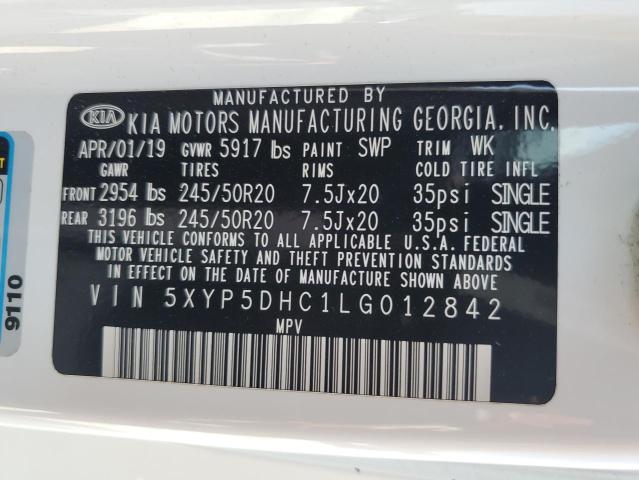 MANUFACTURED BY
KIA KIA MOTORS MANUFACTURING GEORGIA, INC.
APR/01/19 GVWR 5917 lbs PAINT SWP TRIM WK
GAWR TIRES RIMS COLD TIRE INFL
FRONT 2954 lbs 245/50R20 7.5Jx20 35psi SINGLE
REAR 3196 lbs 245/50R20 7.5Jx20 35psi SINGLE
THIS VEHICLE CONFORMS TO ALL APPLICABLE U.S.A. FEDERAL
MOTOR VEHICLE SAFETY AND THEFT PREVENTION STANDARDS
IN EFFECT ON THE DATE OF MANUFACTURE SHOWN ABOVE.
VIN 5XYP5DHC1LG012842
MPV
9110